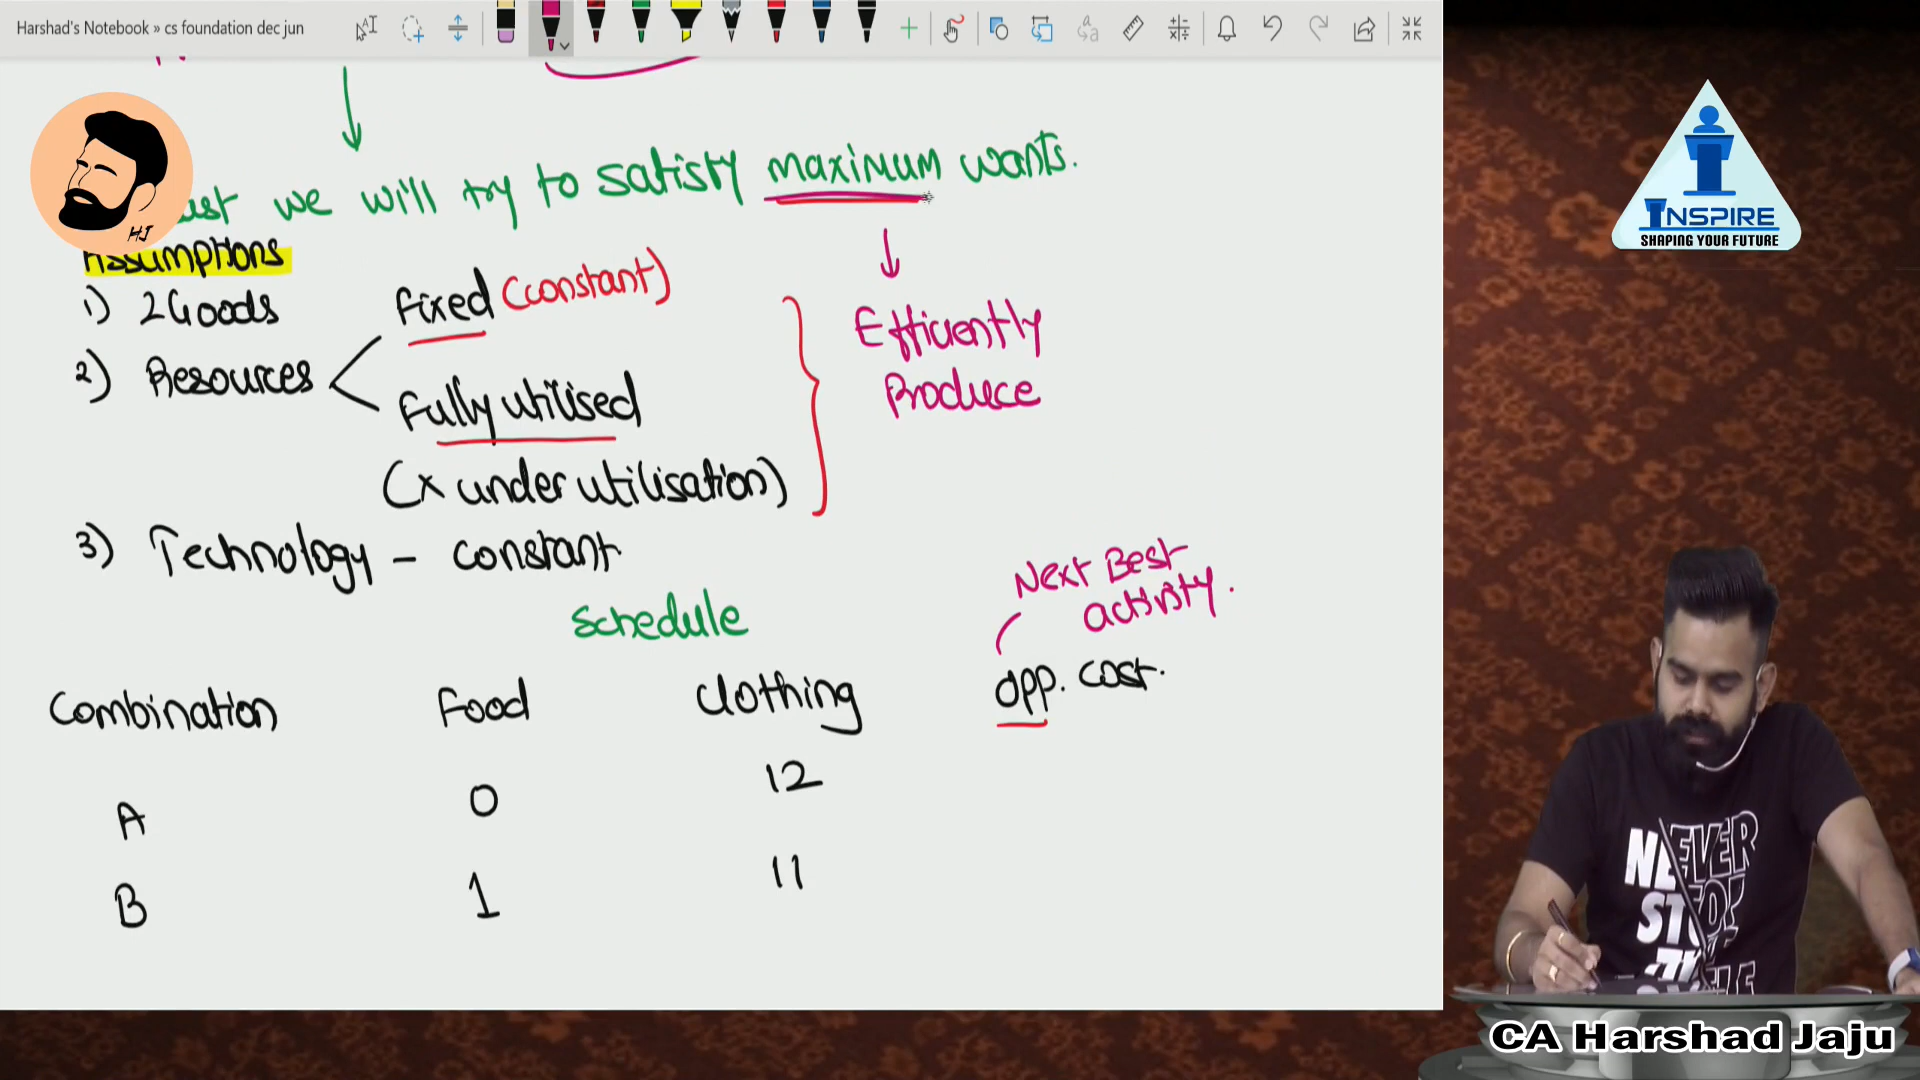 Harshad's Notebook » cs foundation dec jun
we will try to satisfy maximum wants.
HJ
Assumptions
1) 2 Goods
Fixed (constant)
Efficiently
Produce
2) Resources
Fully utilised
(x under utilisation)
3) Technology - constant
Schedule
Next Best
activity.
Combination Food Clothing opp. cost.
A 0 12
B 1 11
INSPIRE
SHAPING YOUR FUTURE
NEVER
CA Harshad Jaju